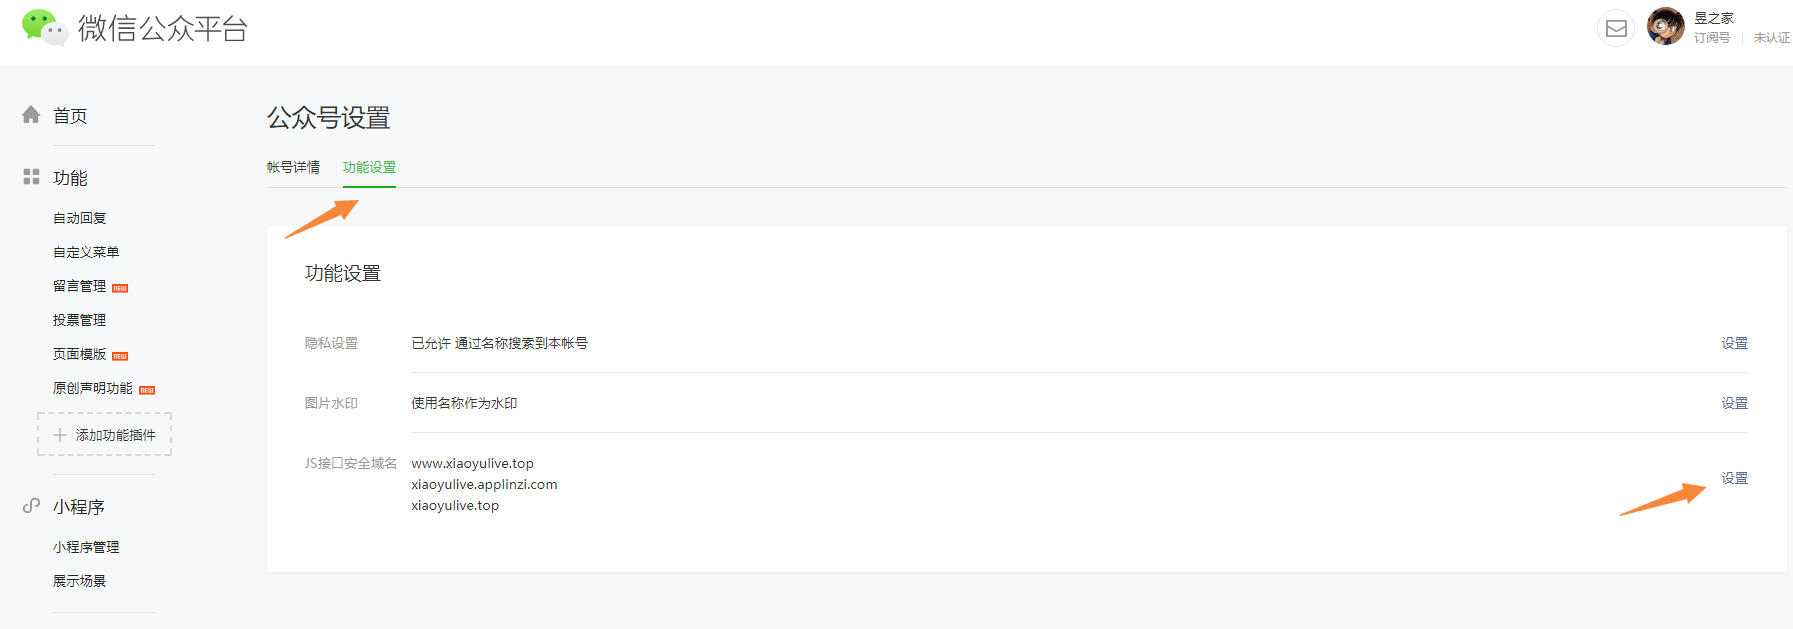 微信公众平台
昱之家
订阅号 未认证
首页
功能
自动回复
自定义菜单
留言管理 NEW
投票管理
页面模版 NEW
原创声明功能 NEW
添加功能插件
小程序
小程序管理
展示场景
公众号设置
帐号详情 功能设置
功能设置
隐私设置 已允许 通过名称搜索到本帐号 设置
图片水印 使用名称作为水印 设置
JS接口安全域名 www.xiaoyulive.top
xiaoyulive.applinzi.com 设置
xiaoyulive.top